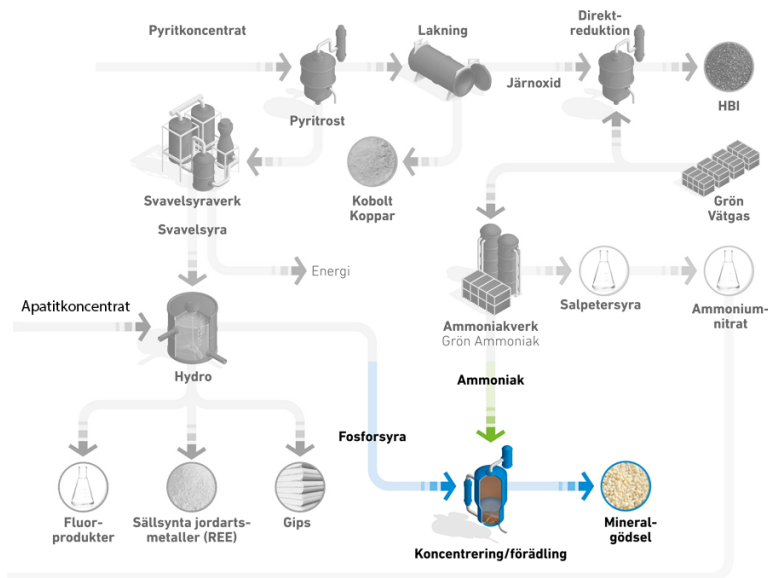 Pyritkoncentrat
Lakning
Direkt-
reduktion
Järnoxid
HBI
Pyritrost
Svavelsyraverk
Svavelsyra
Kobolt
Koppar
Grön
Vätgas
Energi
Apatitkoncentrat
Salpetersyra
Ammonium-
nitrat
Ammoniakverk
Grön Ammoniak
Hydro
Ammoniak
Fosforsyra
Fluor-
produkter
Sällsynta jordarts-
metaller (REE)
Gips
Mineral-
gödsel
Koncentrering/förädling